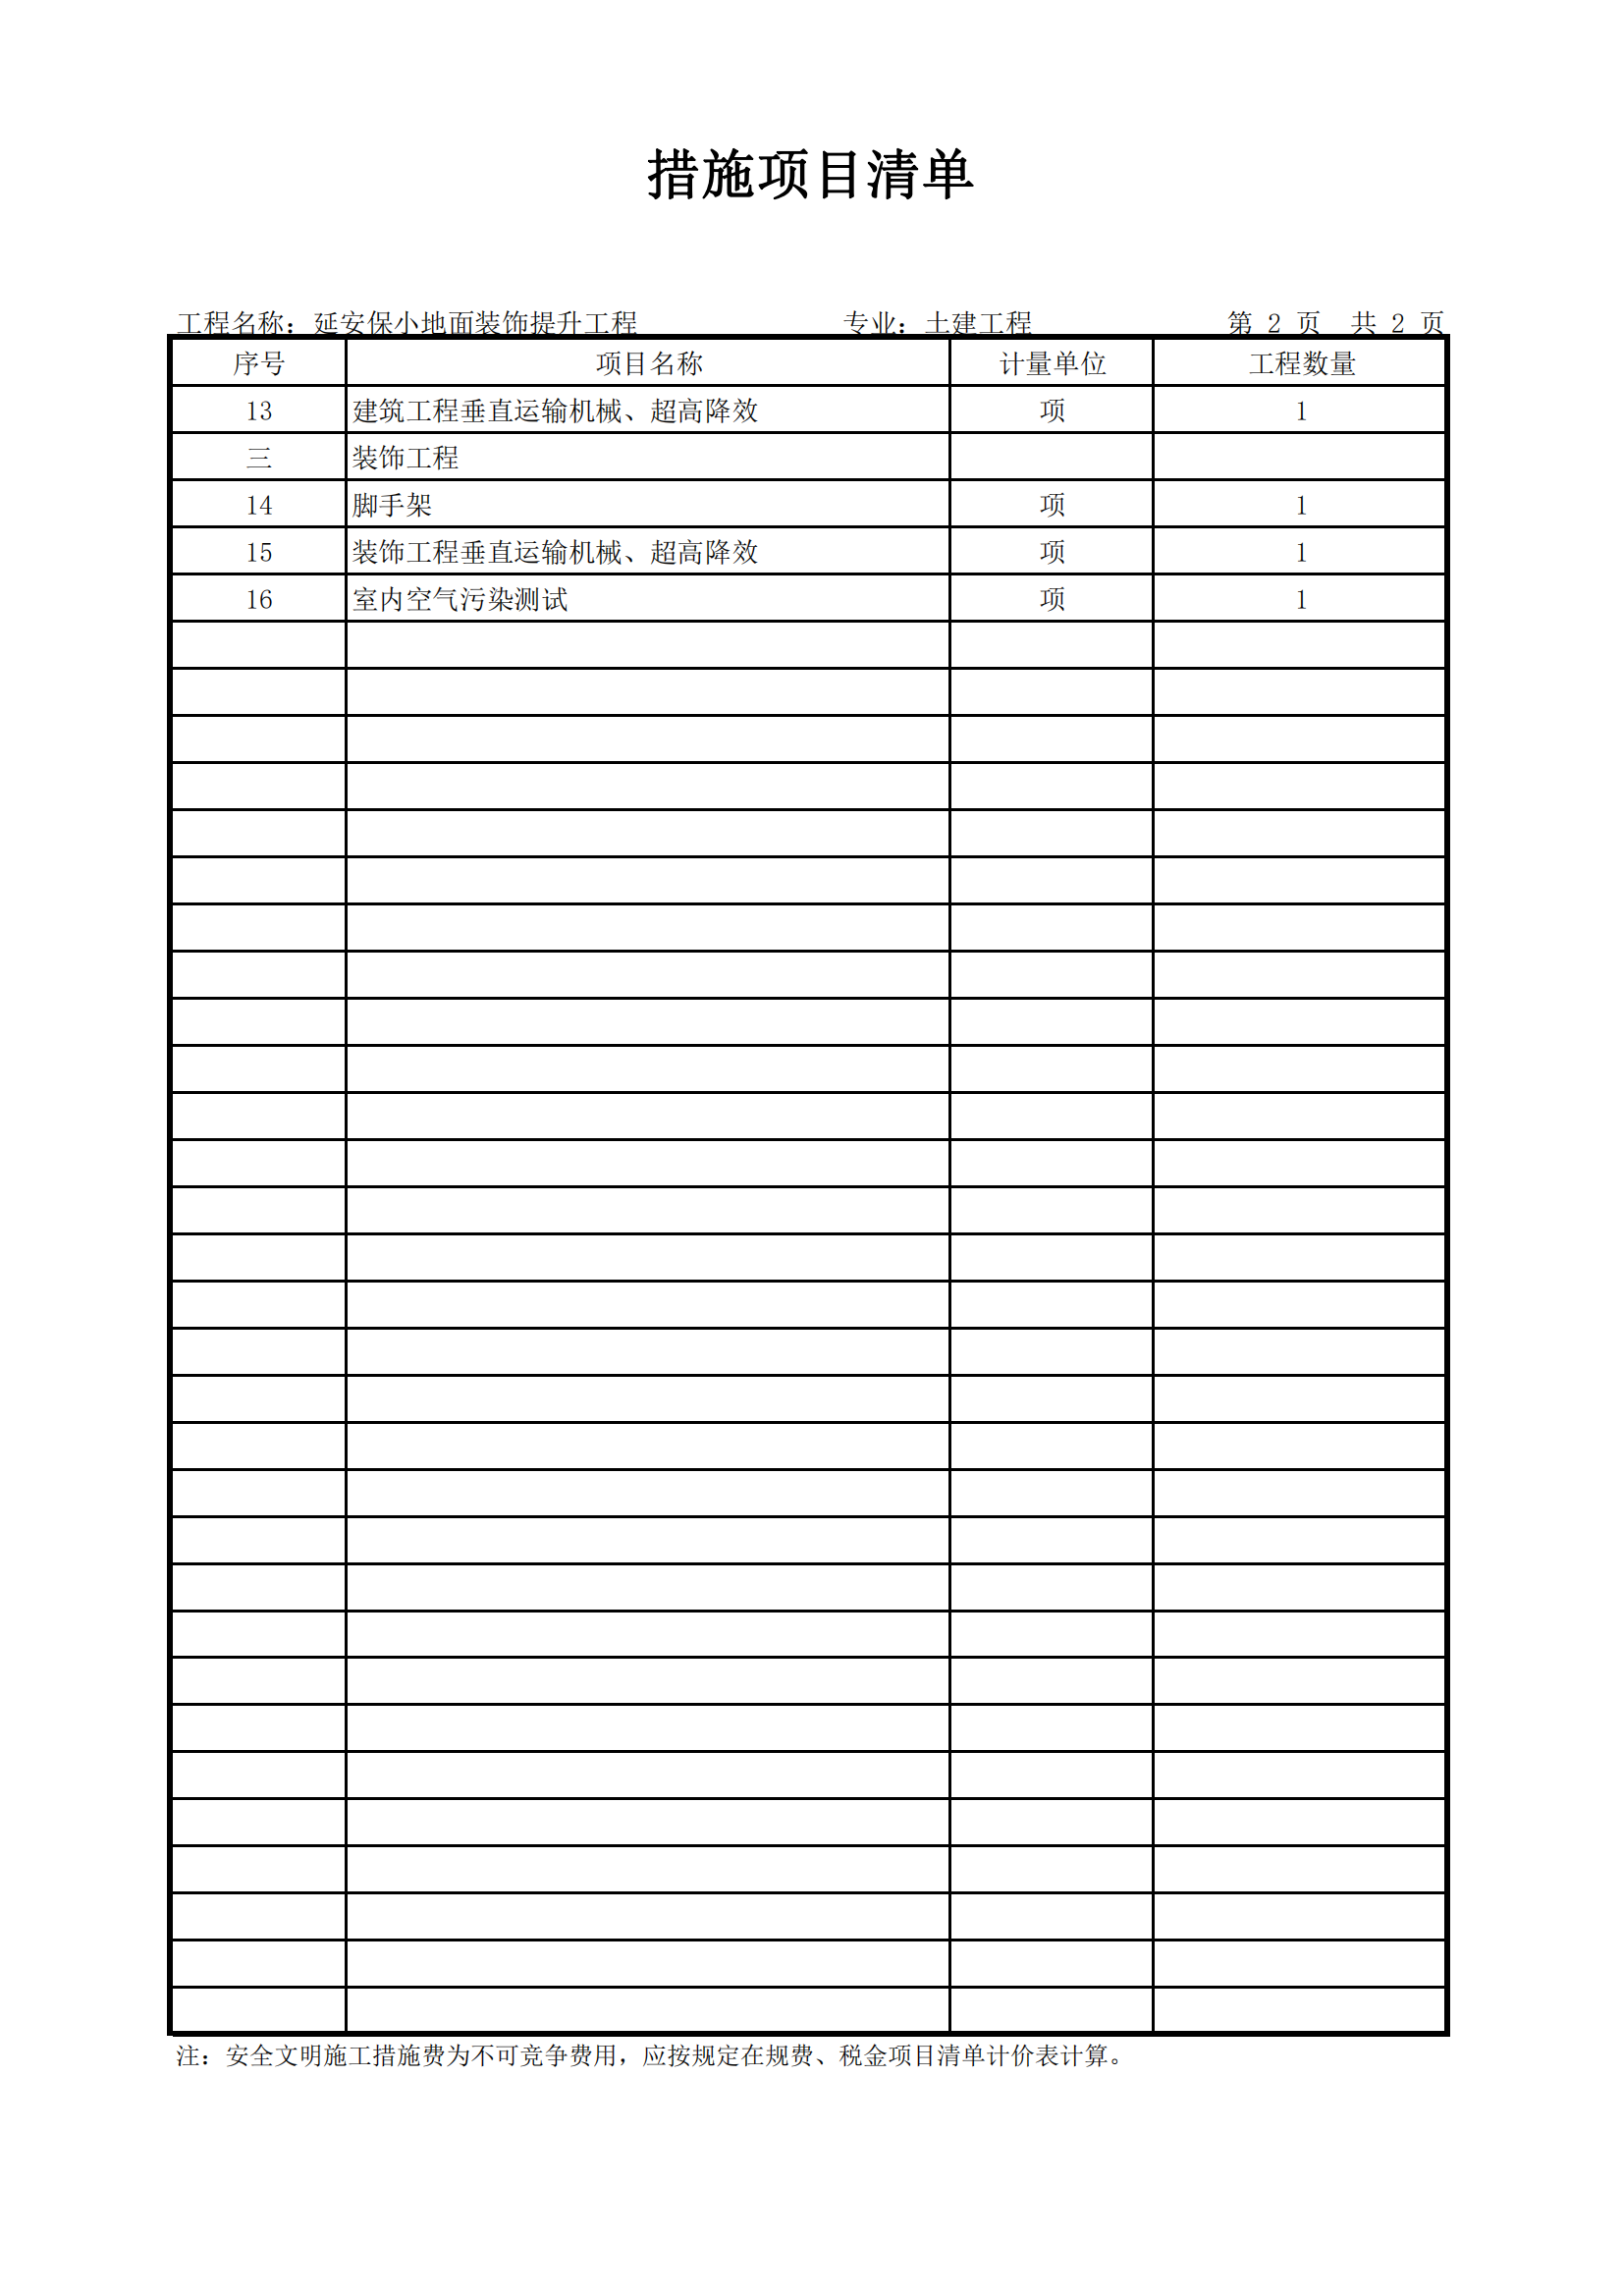 措施项目清单
工程名称：延安保小地面装饰提升工程 专业：土建工程 第 2 页 共 2 页
序号 项目名称 计量单位 工程数量
13 建筑工程垂直运输机械、超高降效 项 1
三 装饰工程
14 脚手架 项 1
15 装饰工程垂直运输机械、超高降效 项 1
16 室内空气污染测试 项 1
注：安全文明施工措施费为不可竞争费用，应按规定在规费、税金项目清单计价表计算。